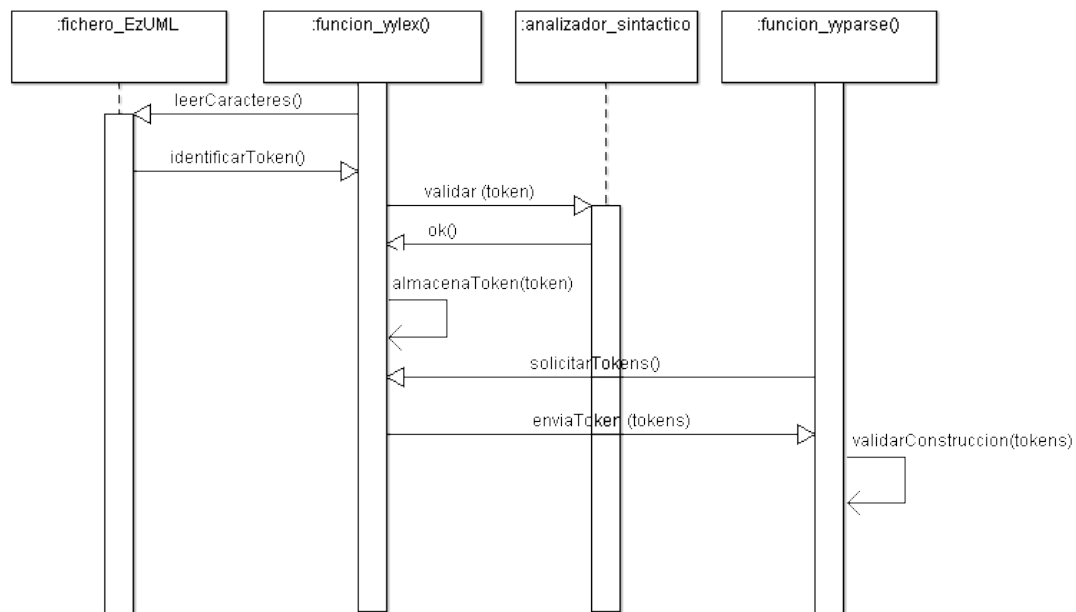 :fichero_EzUML
:funcion_yylex()
:analizador_sintactico
:funcion_yyparse()
leerCaracteres()
identificarToken()
validar (token)
ok()
almacenaToken(token)
solicitarTokens()
enviaToken (tokens)
validarConstruccion(tokens)